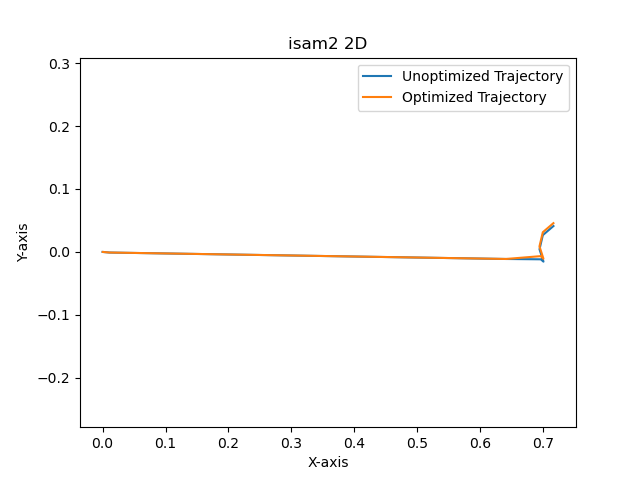 isam2 2D
Unoptimized Trajectory
Optimized Trajectory
0.3
0.2
0.1
0.0
−0.1
−0.2
Y-axis
0.0 0.1 0.2 0.3 0.4 0.5 0.6 0.7
X-axis